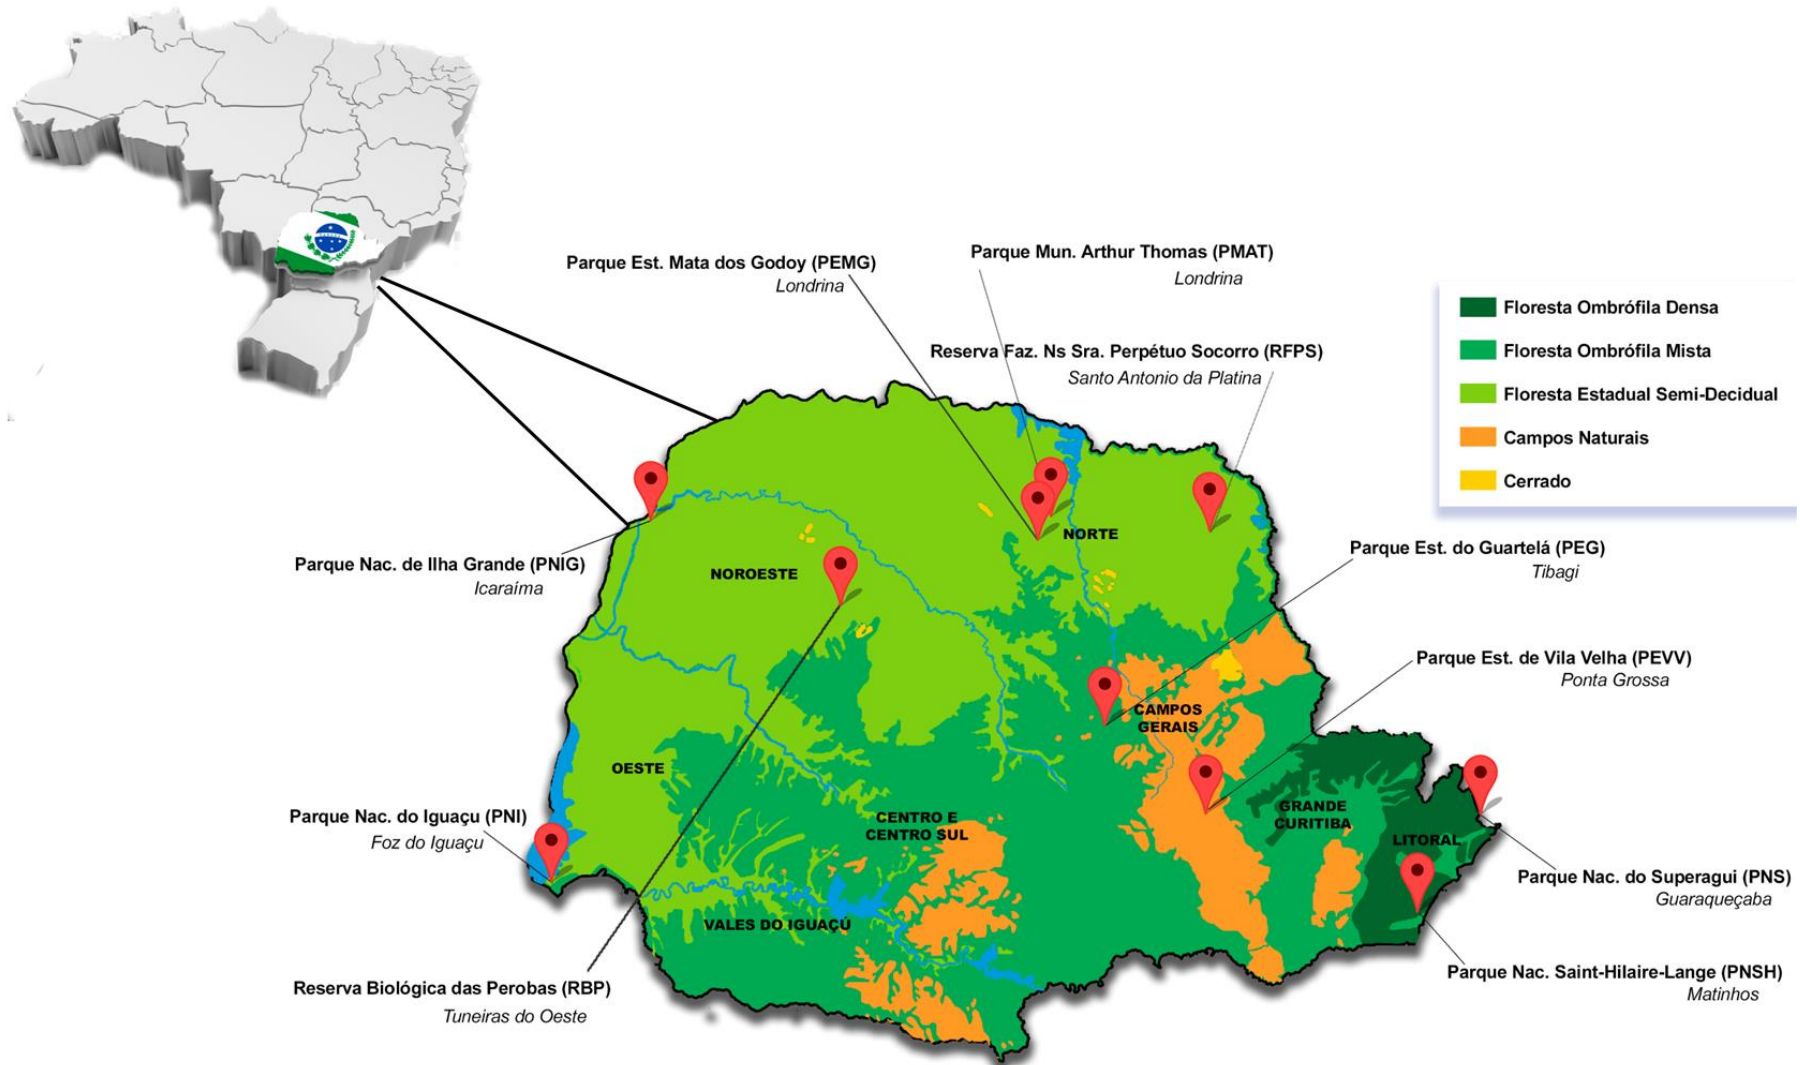 Parque Est. Mata dos Godoy (PEMG)
Londrina
Parque Mun. Arthur Thomas (PMAT)
Londrina
Reserva Faz. Ns Sra. Perpétuo Socorro (RFPS)
Santo Antonio da Platina
Floresta Ombrófila Densa
Floresta Ombrófila Mista
Floresta Estadual Semi-Decidual
Campos Naturais
Cerrado
Parque Nac. de Ilha Grande (PNIG)
Icaraíma
NOROESTE
NORTE
Parque Est. do Guartelá (PEG)
Tibagi
Parque Est. de Vila Velha (PEVV)
Ponta Grossa
CAMPOS
GERAIS
OESTE
CENTRO E
CENTRO SUL
GRANDE
CURITIBA
LITORAL
Parque Nac. do Iguaçu (PNI)
Foz do Iguaçu
Parque Nac. do Superagui (PNS)
Guaraqueçaba
VALES DO IGUAÇU
Parque Nac. Saint-Hilaire-Lange (PNSH)
Matinhos
Reserva Biológica das Perobas (RBP)
Tuneiras do Oeste